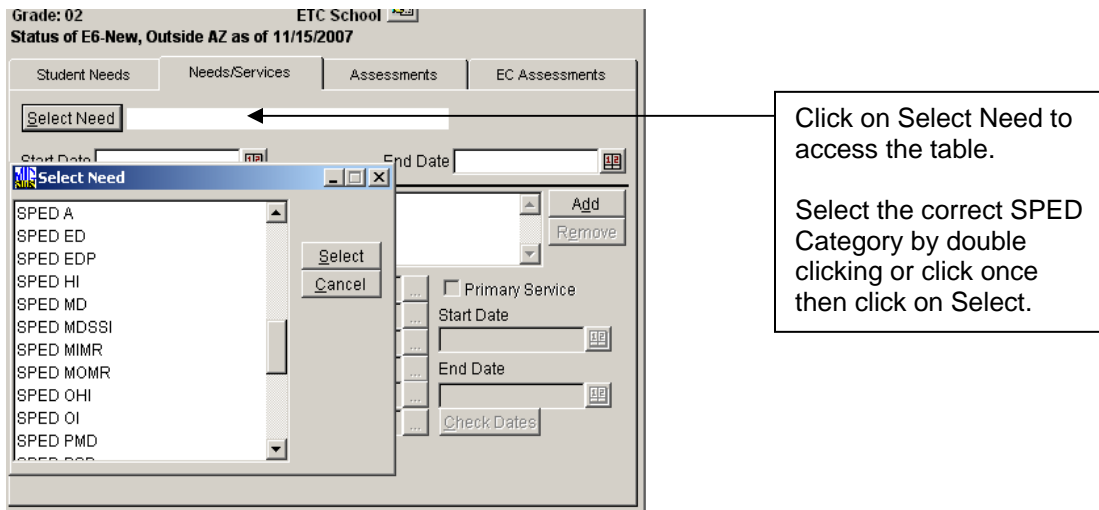 Grade: 02 ETC School
Status of E6-New, Outside AZ as of 11/15/2007
Student Needs Needs/Services Assessments EC Assessments
Select Need
Start Date End Date
Select Need
SPED A
SPED ED
SPED EDP
SPED HI
SPED MD
SPED MDSSI
SPED MIMR
SPED MOMR
SPED OHI
SPED OI
SPED PMD
Select
Cancel
Add
Remove
Primary Service
Start Date
End Date
Check Dates
Click on Select Need to
access the table.
Select the correct SPED
Category by double
clicking or click once
then click on Select.